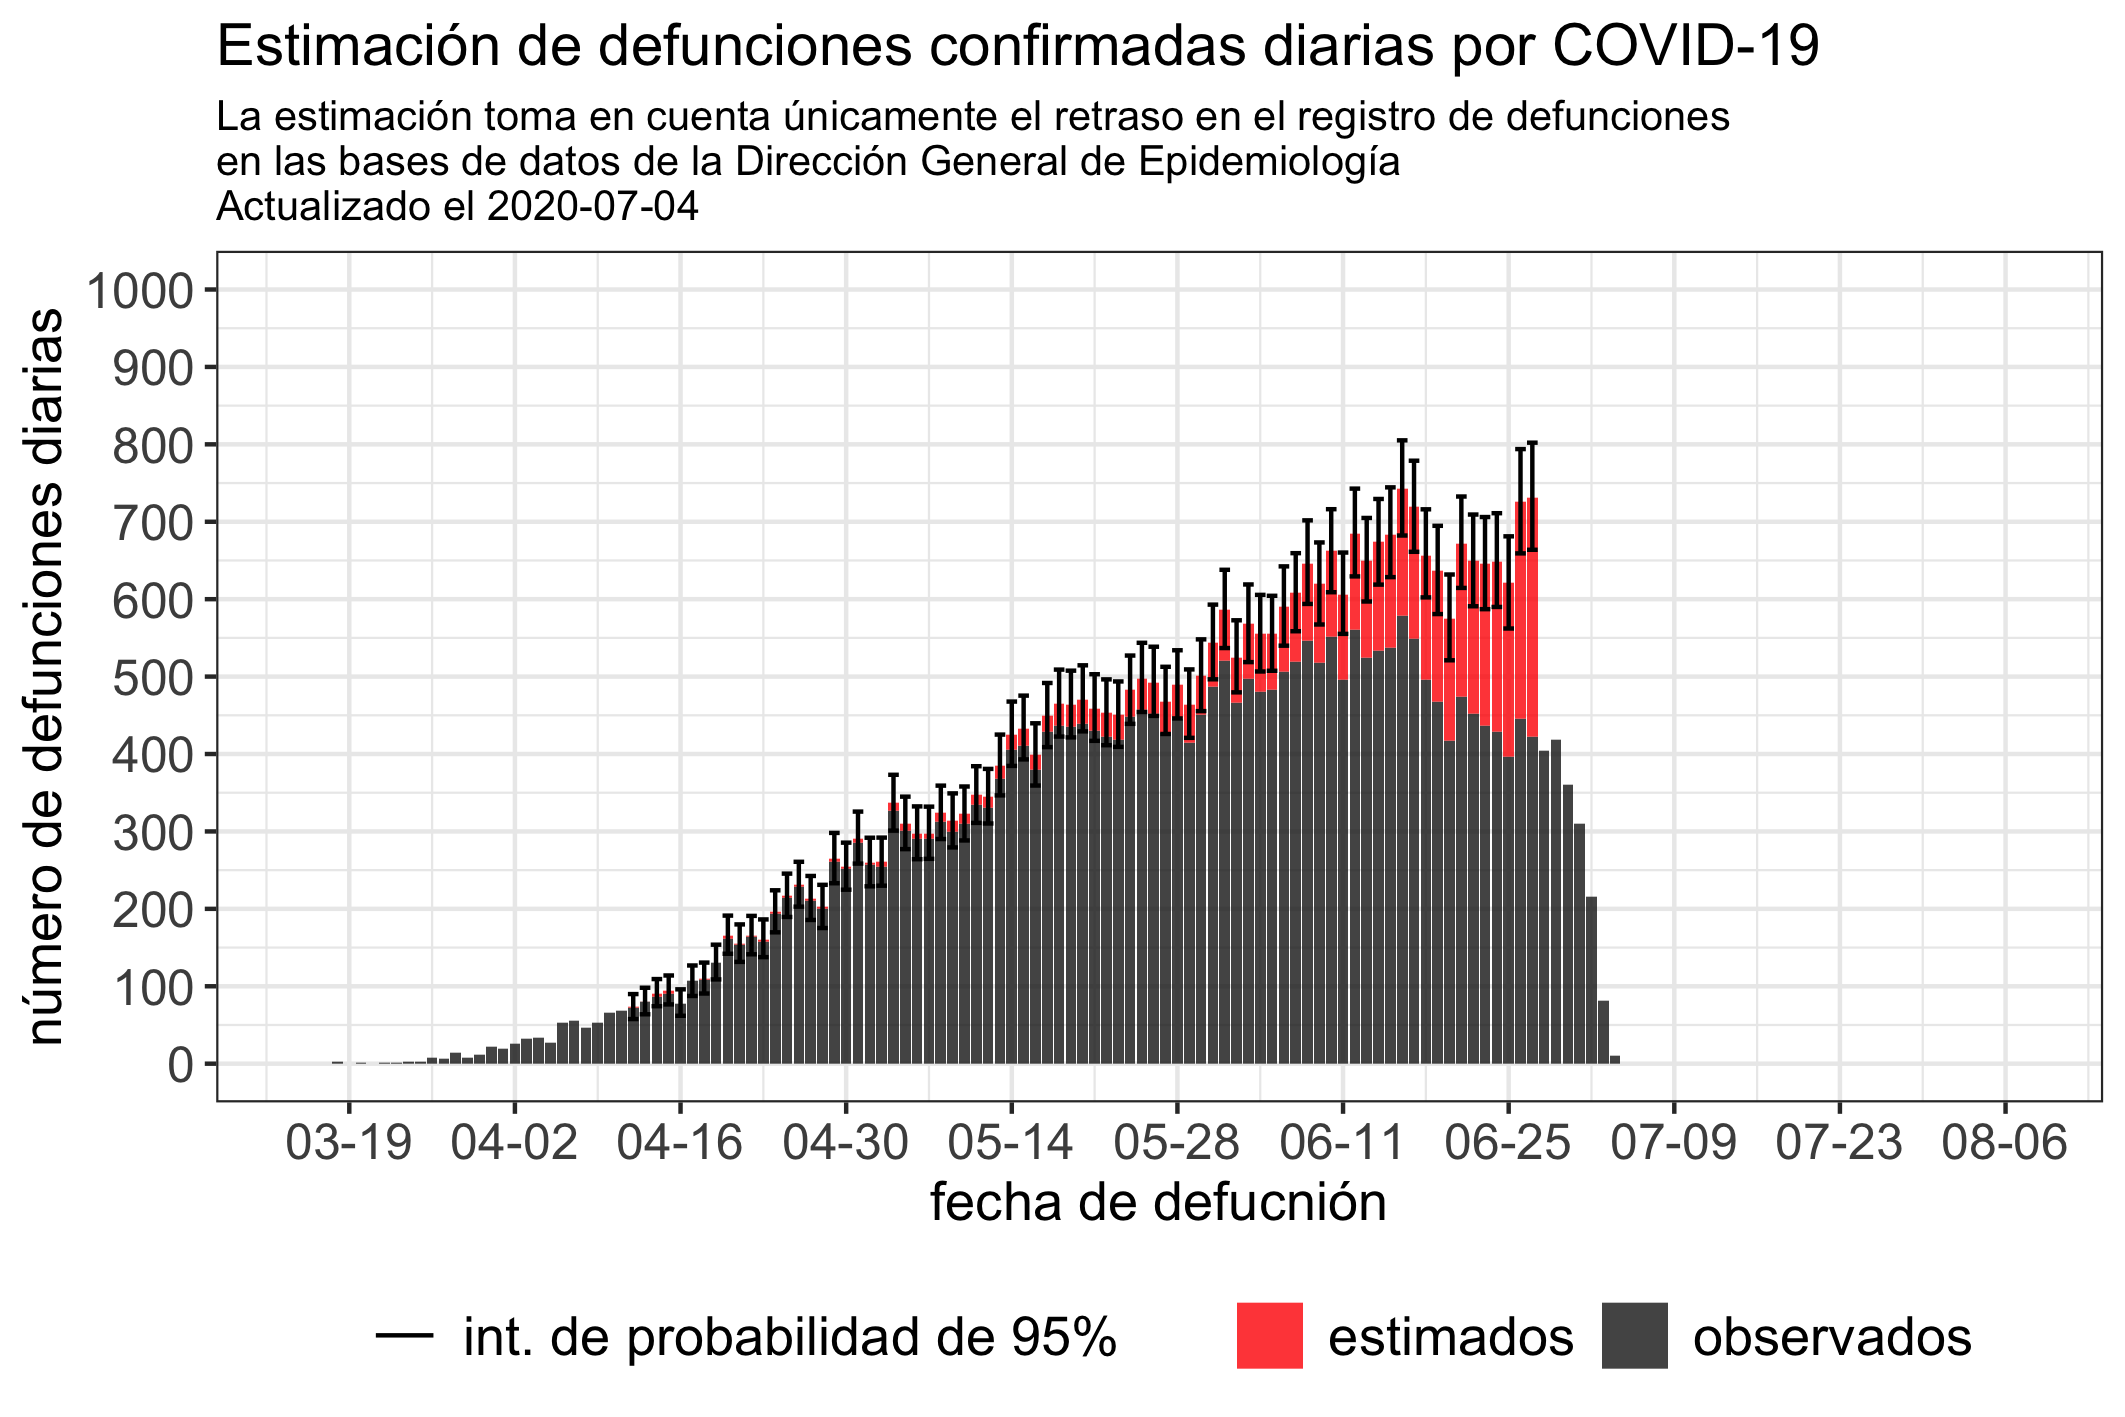 Estimación de defunciones confirmadas diarias por COVID-19
La estimación toma en cuenta únicamente el retraso en el registro de defunciones
en las bases de datos de la Dirección General de Epidemiología
Actualizado el 2020-07-04
número de defunciones diarias
1000
900
800
700
600
500
400
300
200
100
0
03-19 04-02 04-16 04-30 05-14 05-28 06-11 06-25 07-09 07-23 08-06
fecha de defucnión
int. de probabilidad de 95% estimados observados